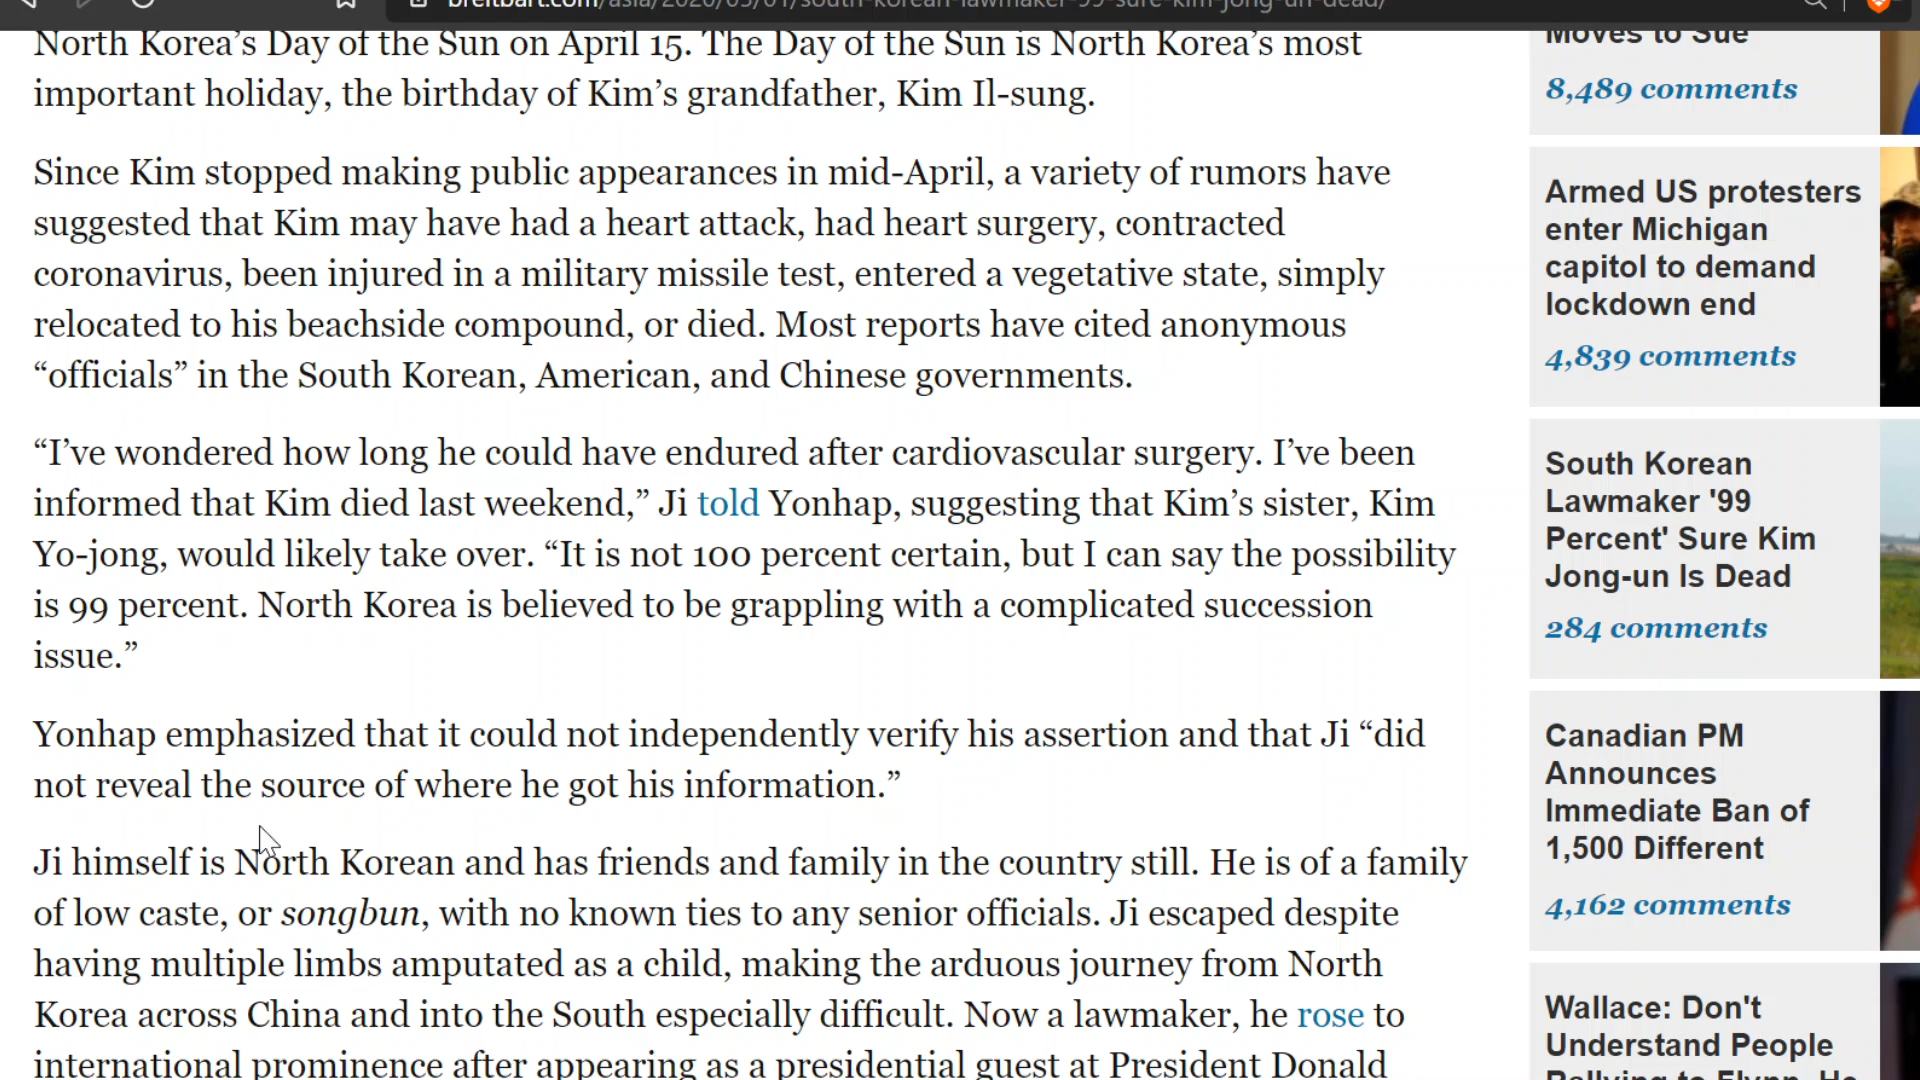 breitbart.com/asia/2020/05/01/south-korean-lawmaker-99-sure-kim-jong-un-dead/
North Korea’s Day of the Sun on April 15. The Day of the Sun is North Korea’s most
important holiday, the birthday of Kim’s grandfather, Kim Il-sung.
Since Kim stopped making public appearances in mid-April, a variety of rumors have
suggested that Kim may have had a heart attack, had heart surgery, contracted
coronavirus, been injured in a military missile test, entered a vegetative state, simply
relocated to his beachside compound, or died. Most reports have cited anonymous
“officials” in the South Korean, American, and Chinese governments.
“I’ve wondered how long he could have endured after cardiovascular surgery. I’ve been
informed that Kim died last weekend,” Ji told Yonhap, suggesting that Kim’s sister, Kim
Yo-jong, would likely take over. “It is not 100 percent certain, but I can say the possibility
is 99 percent. North Korea is believed to be grappling with a complicated succession
issue.”
Yonhap emphasized that it could not independently verify his assertion and that Ji “did
not reveal the source of where he got his information.”
Ji himself is North Korean and has friends and family in the country still. He is of a family
of low caste, or songbun, with no known ties to any senior officials. Ji escaped despite
having multiple limbs amputated as a child, making the arduous journey from North
Korea across China and into the South especially difficult. Now a lawmaker, he rose to
international prominence after appearing as a presidential guest at President Donald
Moves to Sue
8,489 comments
Armed US protesters
enter Michigan
capitol to demand
lockdown end
4,839 comments
South Korean
Lawmaker '99
Percent' Sure Kim
Jong-un Is Dead
284 comments
Canadian PM
Announces
Immediate Ban of
1,500 Different
4,162 comments
Wallace: Don't
Understand People
Rallying to Flynn, He